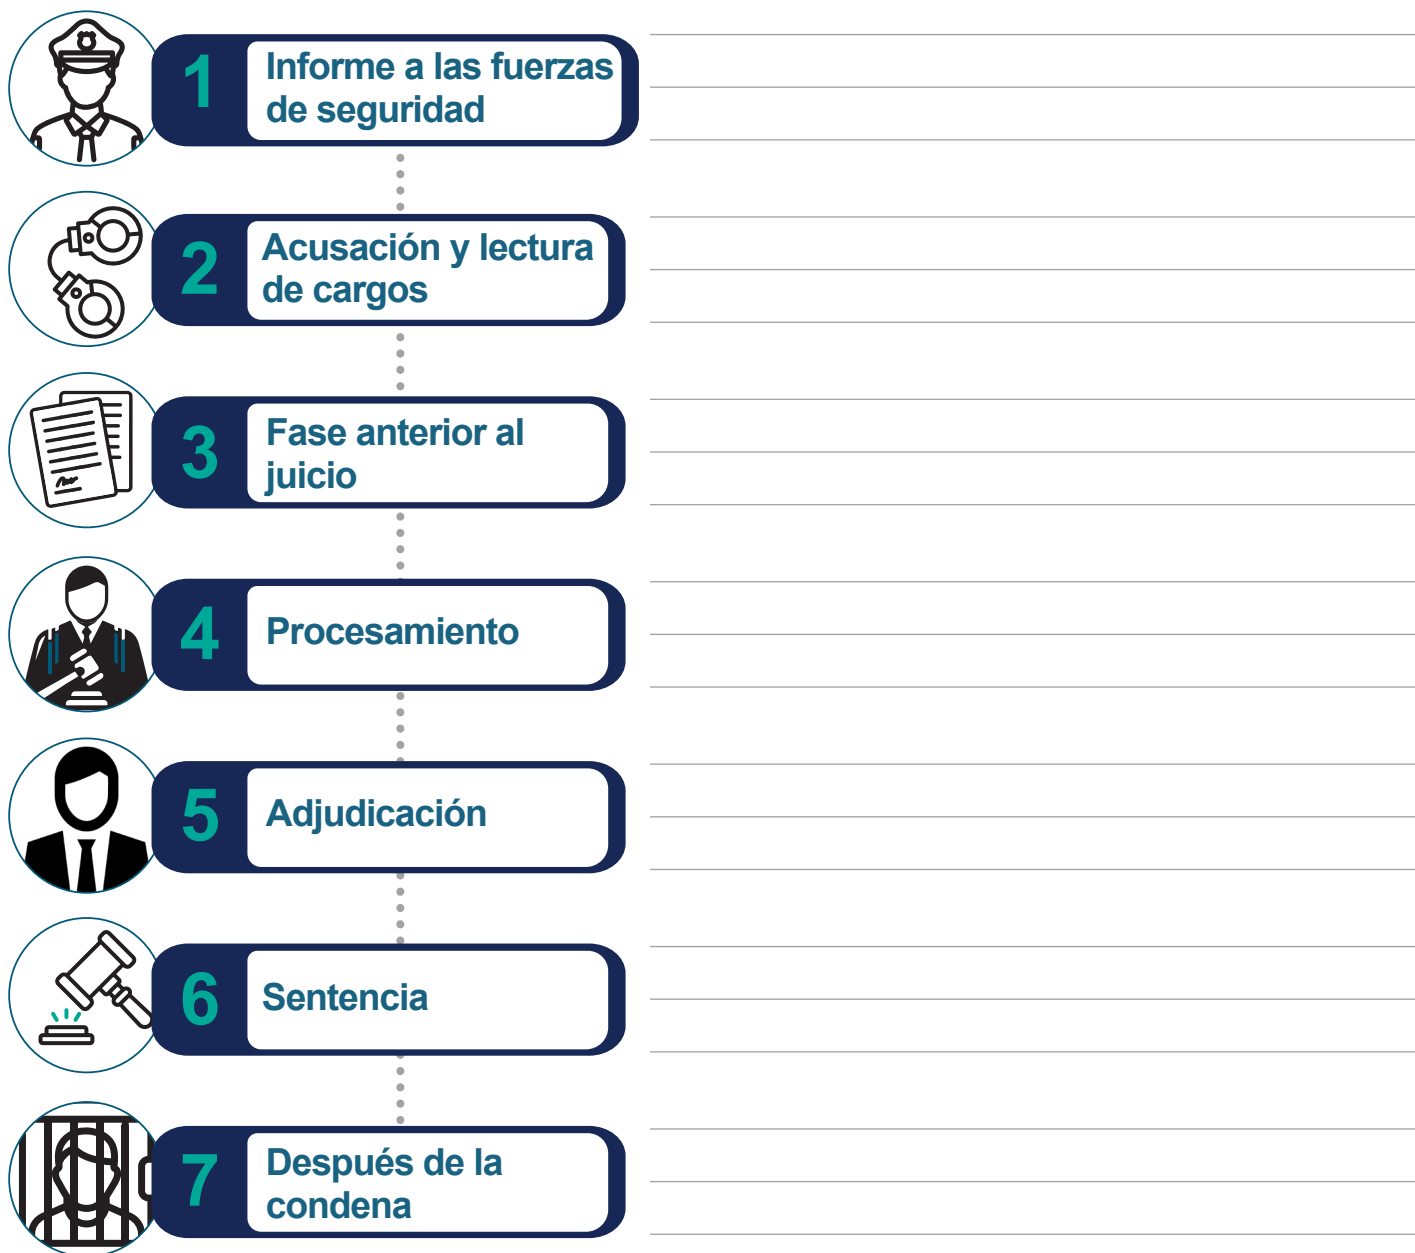 1
Informe a las fuerzas
de seguridad
2
Acusación y lectura
de cargos
3
Fase anterior al
juicio
4
Procesamiento
5
Adjudicación
6
Sentencia
7
Después de la
condena